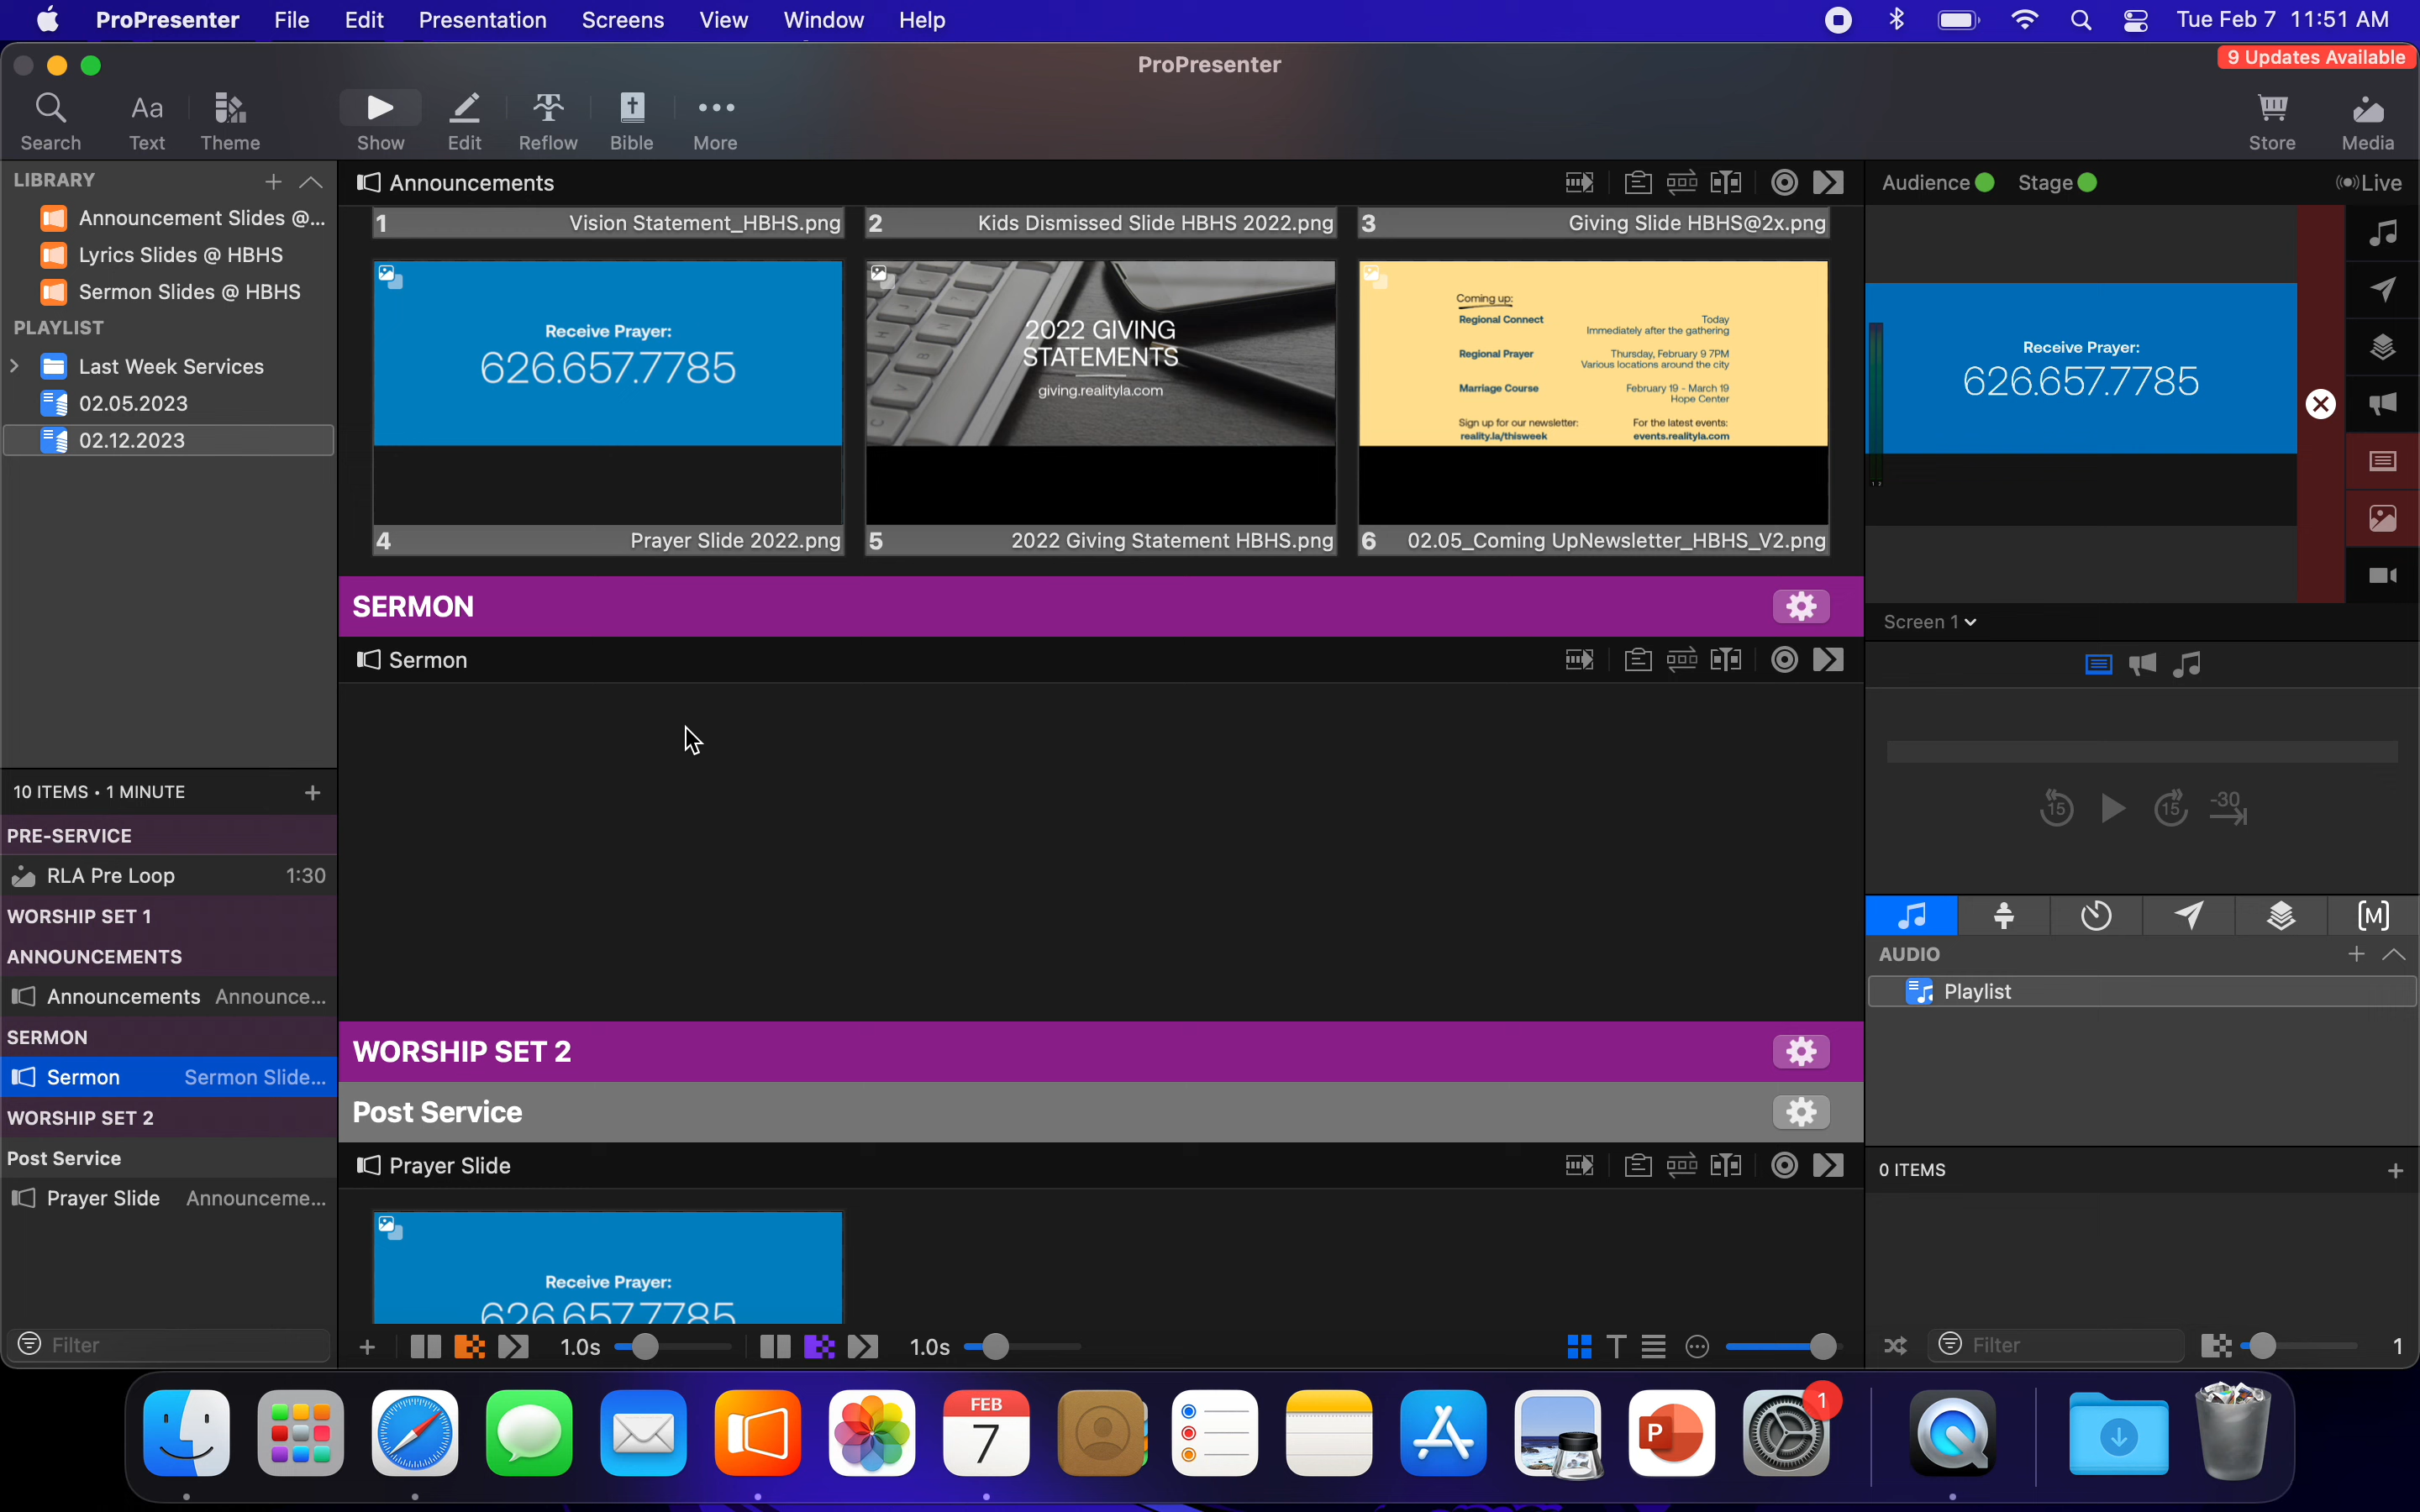 ProPresenter File Edit Presentation Screens View Window Help
Tue Feb 7 11:51 AM
ProPresenter
9 Updates Available
Search
Text
Theme
Show
Edit
Reflow
Bible
More
Store
Media
LIBRARY
Announcement Slides @...
Lyrics Slides @ HBHS
Sermon Slides @ HBHS
PLAYLIST
Last Week Services
02.05.2023
02.12.2023
10 ITEMS • 1 MINUTE
PRE-SERVICE
RLA Pre Loop 1:30
WORSHIP SET 1
ANNOUNCEMENTS
Announcements Announce...
SERMON
Sermon Sermon Slide...
WORSHIP SET 2
Post Service
Prayer Slide Announceme...
Filter
Announcements
1 Vision Statement_HBHS.png
2 Kids Dismissed Slide HBHS 2022.png
3 Giving Slide HBHS@2x.png
Receive Prayer:
626.657.7785
4 Prayer Slide 2022.png
2022 GIVING
STATEMENTS
giving.realityla.com
5 2022 Giving Statement HBHS.png
Coming up:
Regional Connect Today
Immediately after the gathering
Regional Prayer Thursday, February 9 7PM
Various locations around the city
Marriage Course February 19 - March 19
Hope Center
Sign up for our newsletter: For the latest events:
reality.la/thisweek events.realityla.com
6 02.05_Coming UpNewsletter_HBHS_V2.png
SERMON
Sermon
WORSHIP SET 2
Post Service
Prayer Slide
Receive Prayer:
626.657.7785
1.0s
1.0s
Audience Stage Live
Receive Prayer:
626.657.7785
1 2
Screen 1
15 15 -30
[M]
AUDIO
Playlist
0 ITEMS
Filter
1
FEB
7
P
1